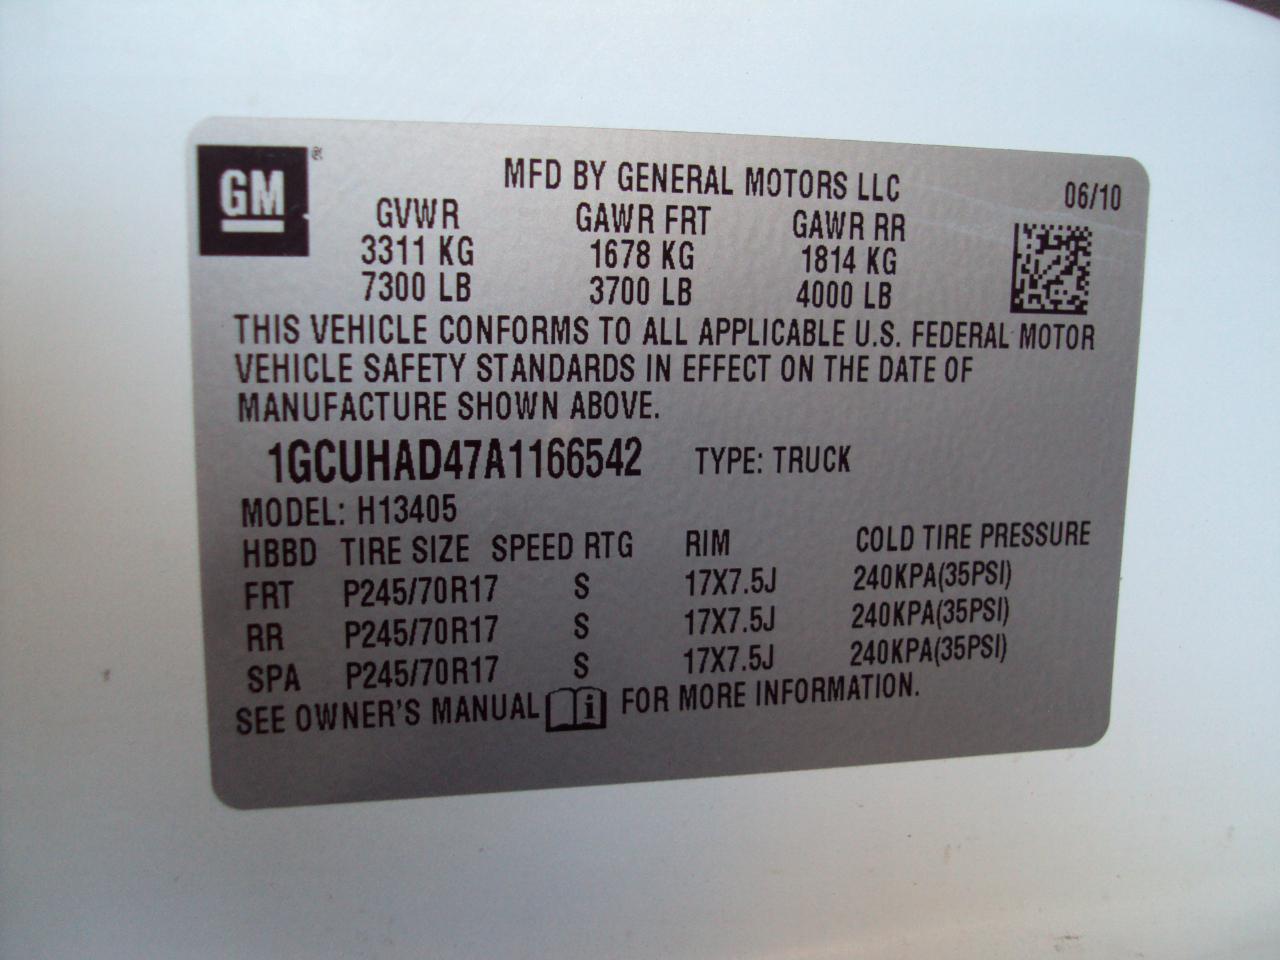 GM ®
MFD BY GENERAL MOTORS LLC 06/10
GVWR GAWR FRT GAWR RR
3311 KG 1678 KG 1814 KG
7300 LB 3700 LB 4000 LB
THIS VEHICLE CONFORMS TO ALL APPLICABLE U.S. FEDERAL MOTOR
VEHICLE SAFETY STANDARDS IN EFFECT ON THE DATE OF
MANUFACTURE SHOWN ABOVE.
1GCUHAD47A1166542 TYPE: TRUCK
MODEL: H13405
HBBD TIRE SIZE SPEED RTG RIM COLD TIRE PRESSURE
FRT P245/70R17 S 17X7.5J 240KPA(35PSI)
RR P245/70R17 S 17X7.5J 240KPA(35PSI)
SPA P245/70R17 S 17X7.5J 240KPA(35PSI)
SEE OWNER'S MANUAL i FOR MORE INFORMATION.